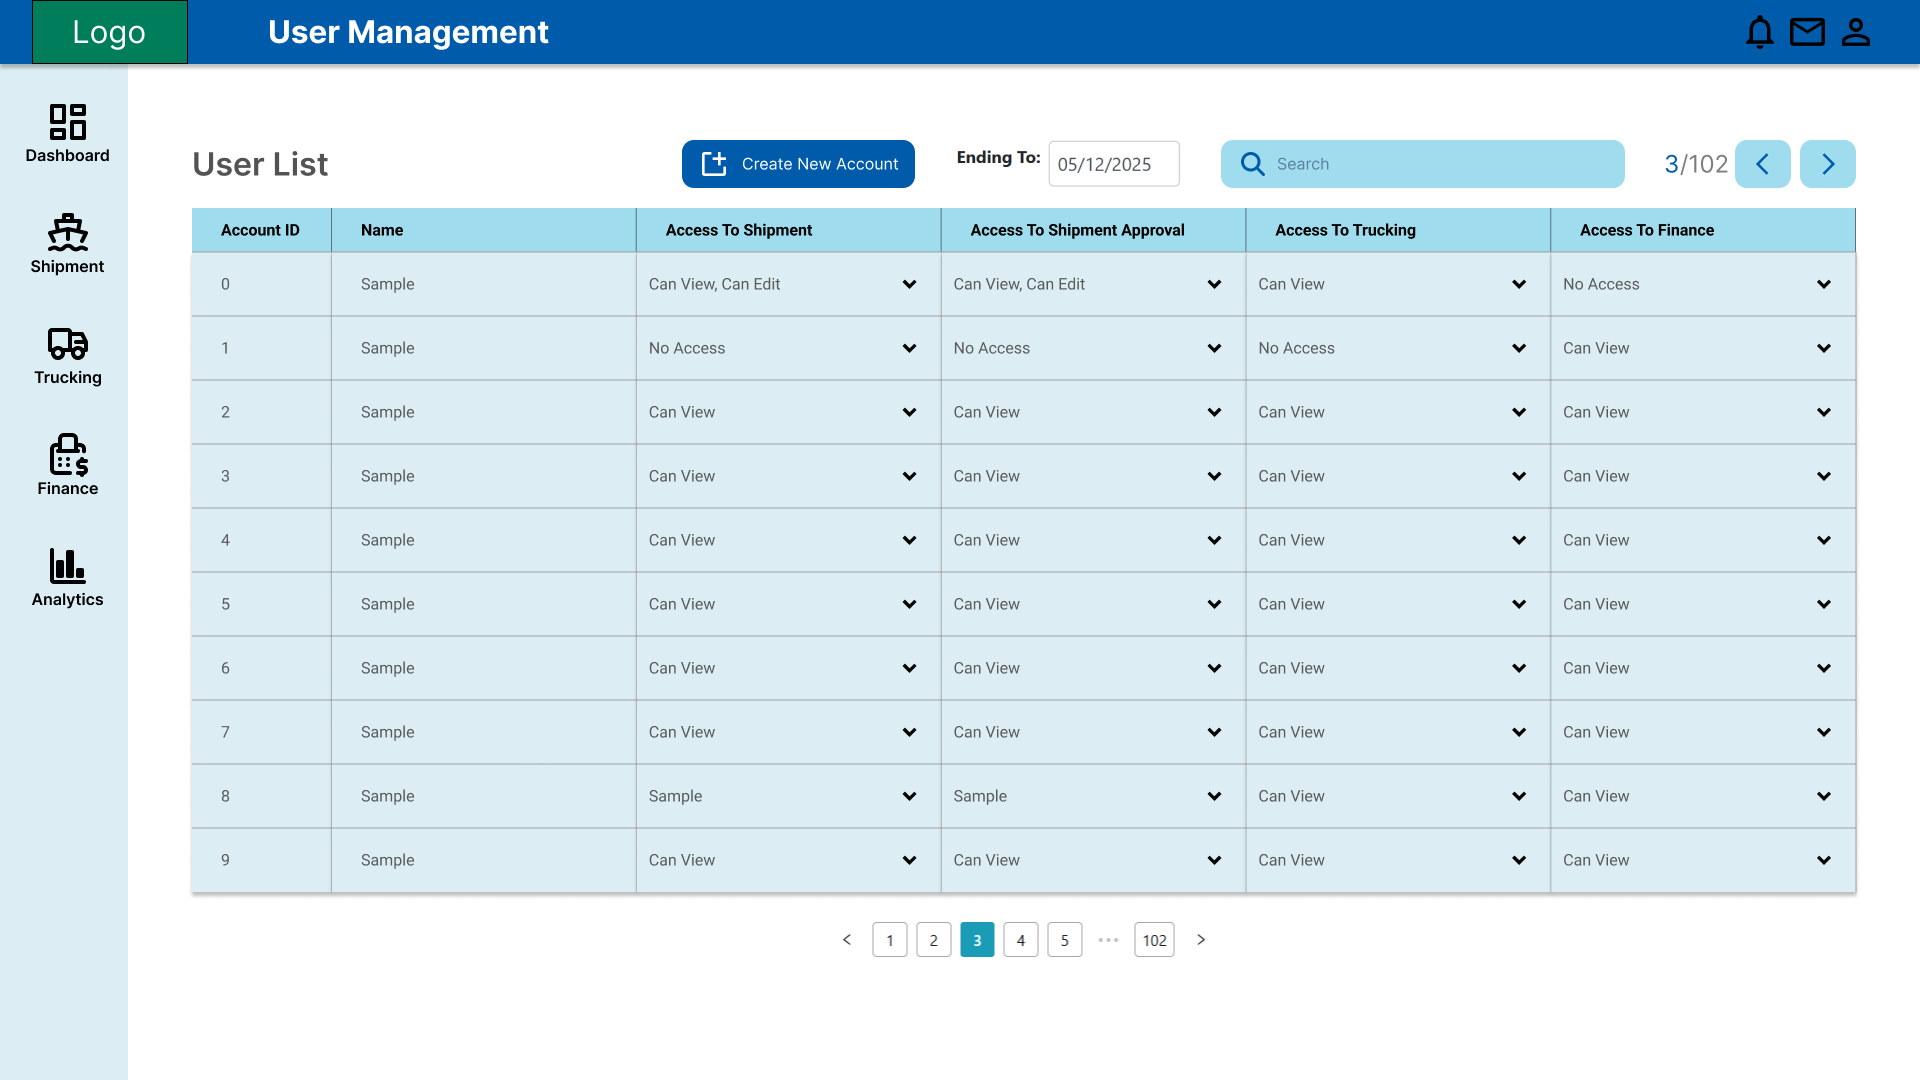 Logo
User Management
Dashboard
Shipment
Trucking
Finance
Analytics
User List
Create New Account
Ending To:
05/12/2025
Search
3/102
Account ID Name Access To Shipment Access To Shipment Approval Access To Trucking Access To Finance
0 Sample Can View, Can Edit Can View, Can Edit Can View No Access
1 Sample No Access No Access No Access Can View
2 Sample Can View Can View Can View Can View
3 Sample Can View Can View Can View Can View
4 Sample Can View Can View Can View Can View
5 Sample Can View Can View Can View Can View
6 Sample Can View Can View Can View Can View
7 Sample Can View Can View Can View Can View
8 Sample Sample Sample Can View Can View
9 Sample Can View Can View Can View Can View
< 1 2 3 4 5 ••• 102 >